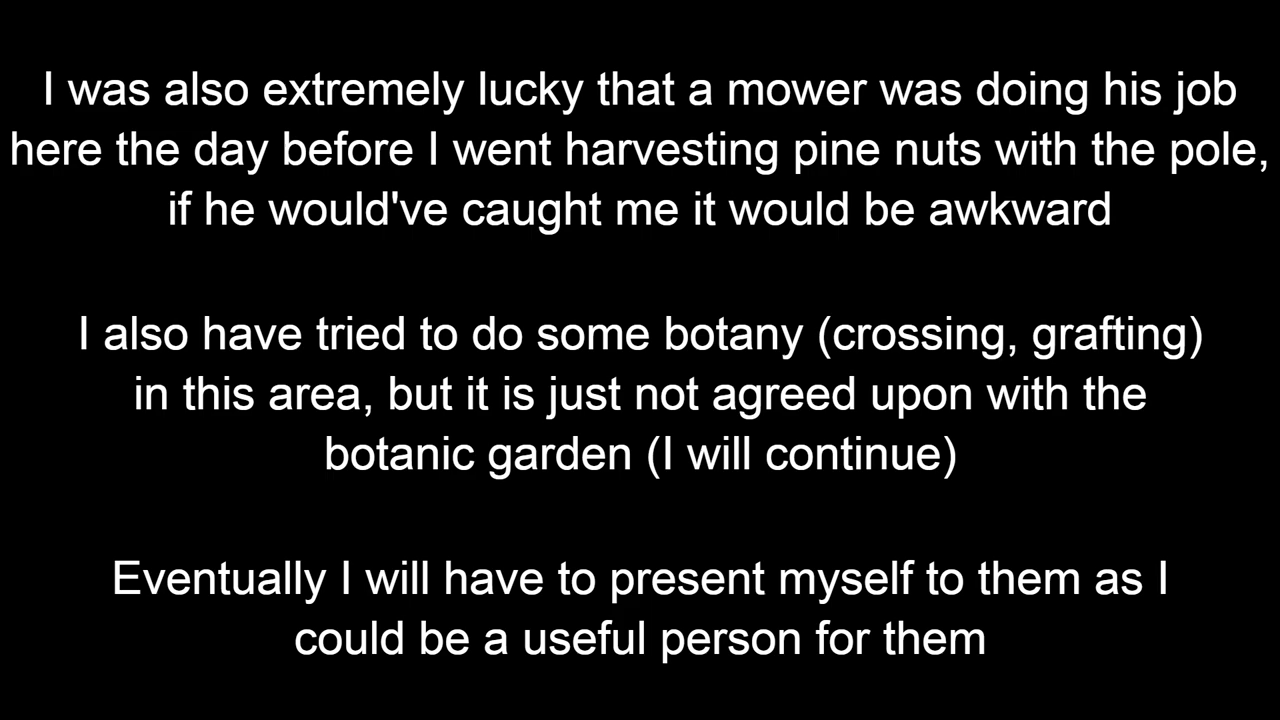 I was also extremely lucky that a mower was doing his job
here the day before I went harvesting pine nuts with the pole,
if he would've caught me it would be awkward
I also have tried to do some botany (crossing, grafting)
in this area, but it is just not agreed upon with the
botanic garden (I will continue)
Eventually I will have to present myself to them as I
could be a useful person for them